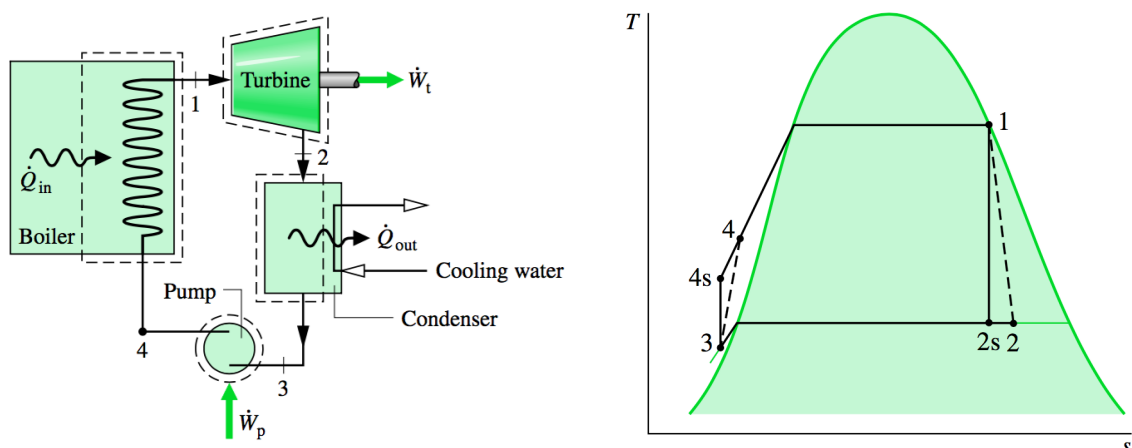 Turbine
Ẇt
1
2
Q̇in
Boiler
Q̇out
Cooling water
Condenser
Pump
4
3
Ẇp
T
1
4
4s
3
2s 2
s